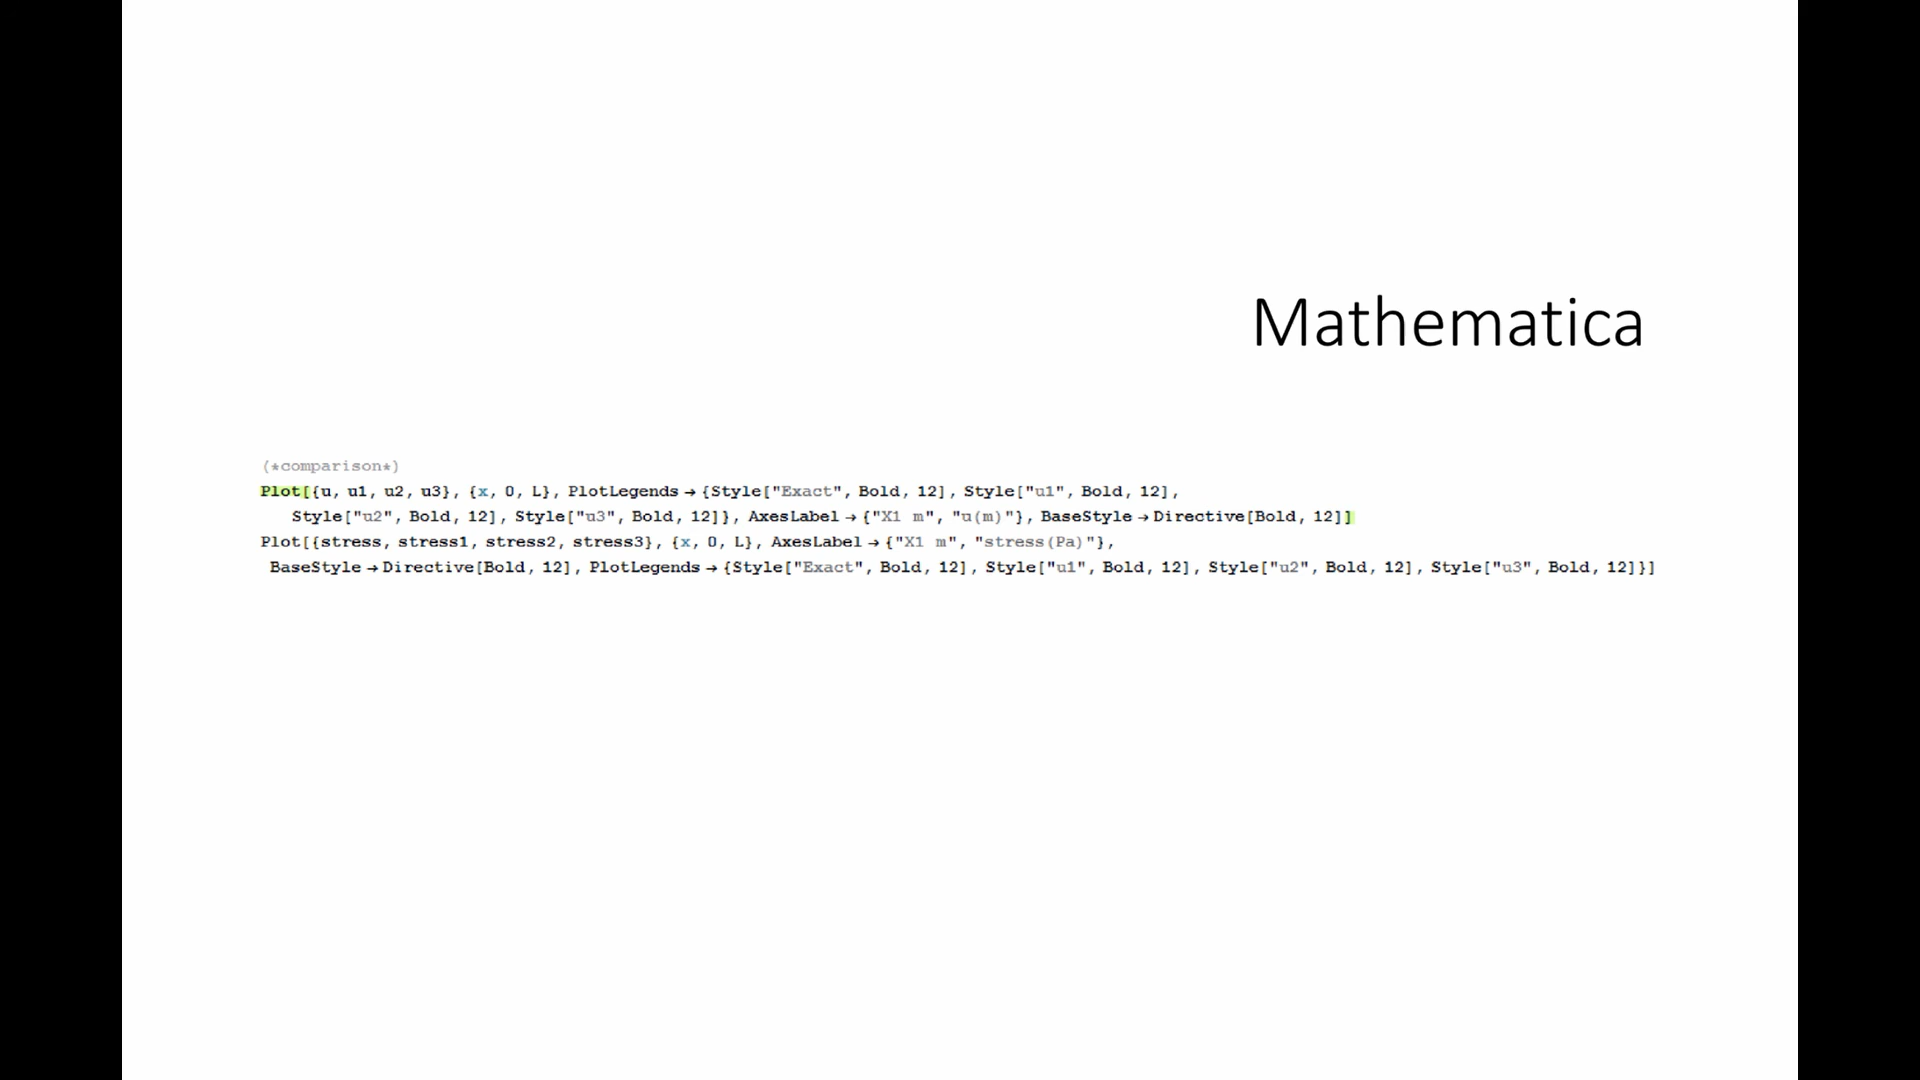 Mathematica
(*comparison*)
Plot[{u, u1, u2, u3}, {x, 0, L}, PlotLegends → {Style["Exact", Bold, 12], Style["u1", Bold, 12],
Style["u2", Bold, 12], Style["u3", Bold, 12]}, AxesLabel → {"X1 m", "u(m)"}, BaseStyle → Directive[Bold, 12]]
Plot[{stress, stress1, stress2, stress3}, {x, 0, L}, AxesLabel → {"X1 m", "stress(Pa)"},
BaseStyle → Directive[Bold, 12], PlotLegends → {Style["Exact", Bold, 12], Style["u1", Bold, 12], Style["u2", Bold, 12], Style["u3", Bold, 12]}]